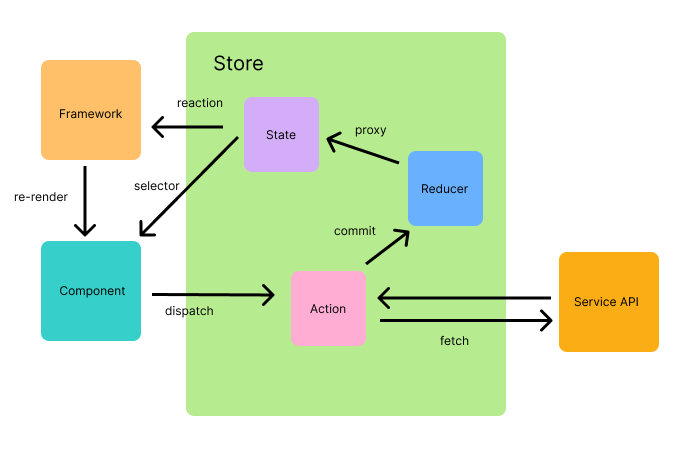 Store
reaction
Framework
State
proxy
re-render
selector
Reducer
commit
Component
dispatch
Action
Service API
fetch